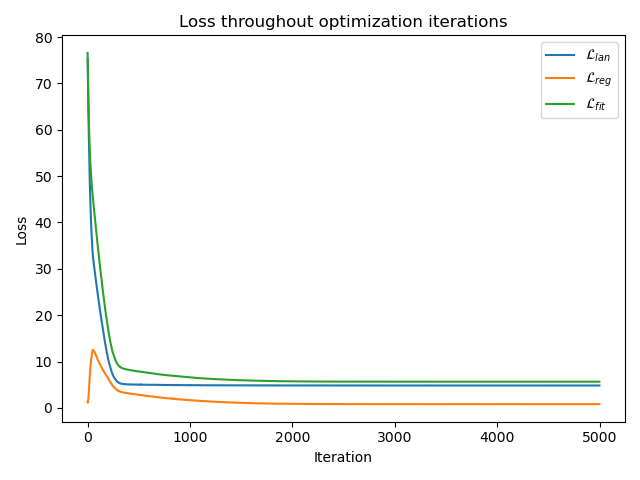 Loss throughout optimization iterations
80
70
60
50
40
30
20
10
0
Loss
0 1000 2000 3000 4000 5000
Iteration
ℒ_lan
ℒ_reg
ℒ_fit